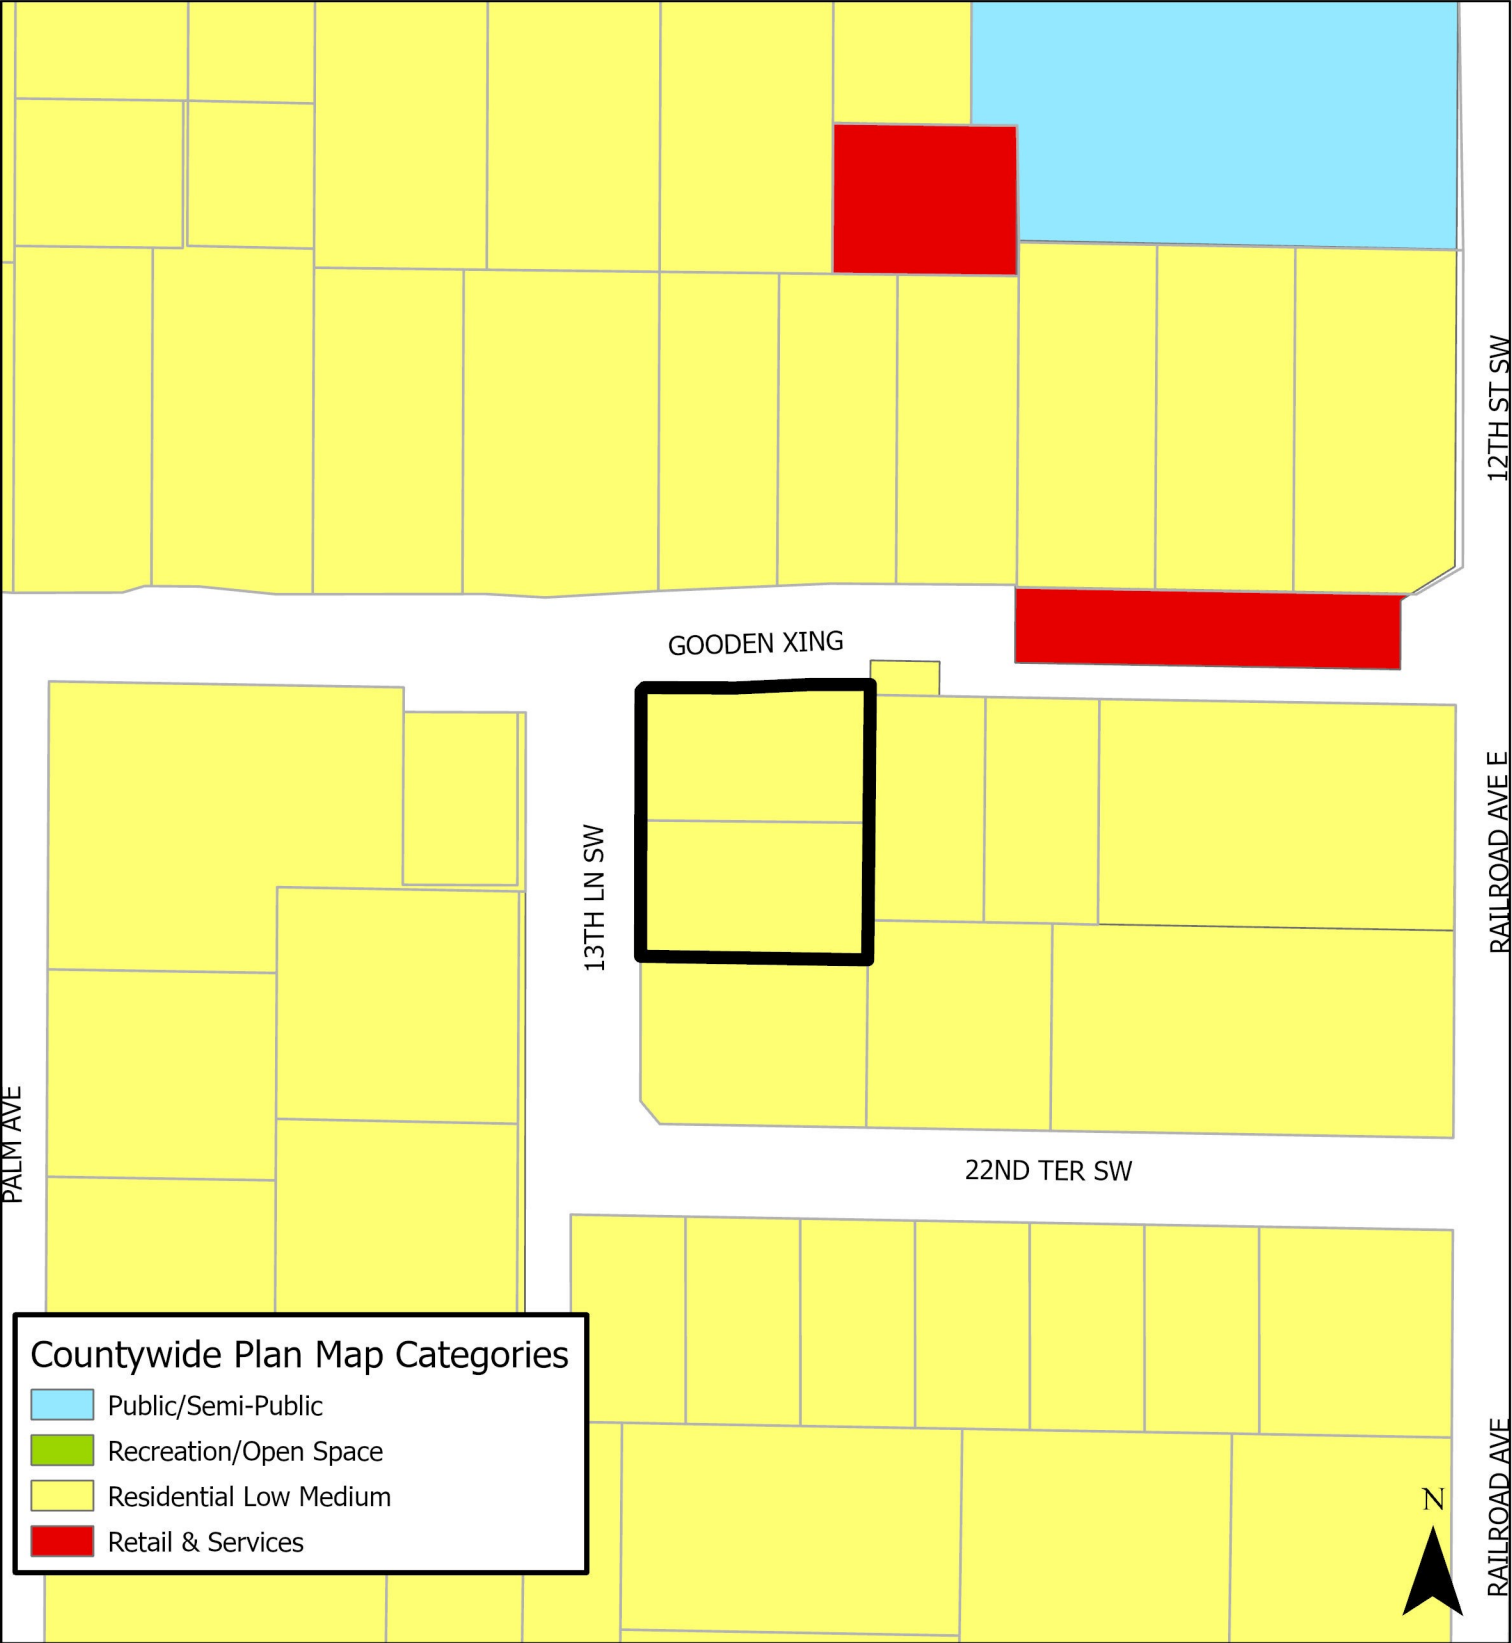 12TH ST SW
GOODEN XING
RAILROAD AVE E
13TH LN SW
PALM AVE
22ND TER SW
Countywide Plan Map Categories
Public/Semi-Public
Recreation/Open Space
Residential Low Medium
Retail & Services
N
RAILROAD AVE